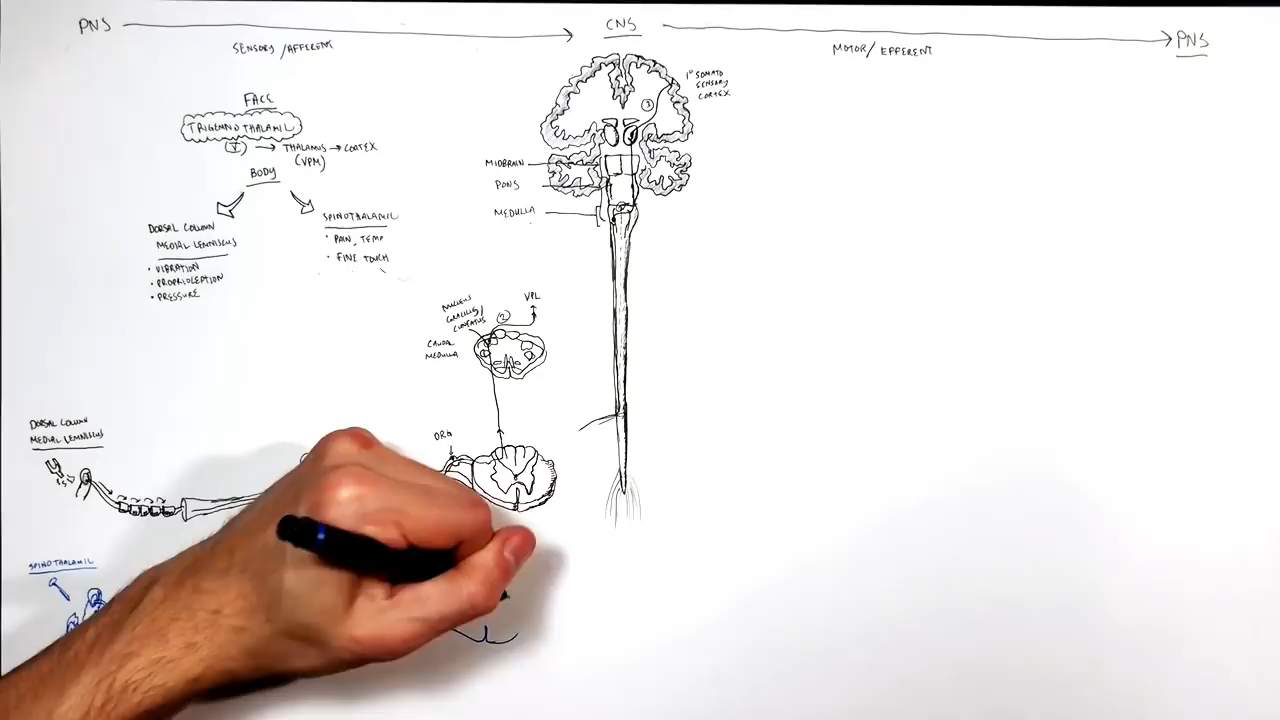 PNS
CNS
PNS
SENSORY /AFFERENT
MOTOR/ EFFERENT
FACE
TRIGEMINOTHALAMIC
(V) → THALAMUS → CORTEX
(VPM)
BODY
DORSAL COLUMN
MEDIAL LEMNISCUS
• VIBRATION
• PROPRIOCEPTION
• PRESSURE
SPINOTHALAMIC
• PAIN, TEMP
• FINE TOUCH
1° SOMATO
SENSORY
CORTEX
3
MIDBRAIN
PONS
MEDULLA
NUCLEUS
GRACILIS/
CUNEATUS
2
VPL
CAUDAL
MEDULLA
DRG
DORSAL COLUMN
MEDIAL LEMNISCUS
SPINOTHALAMIC